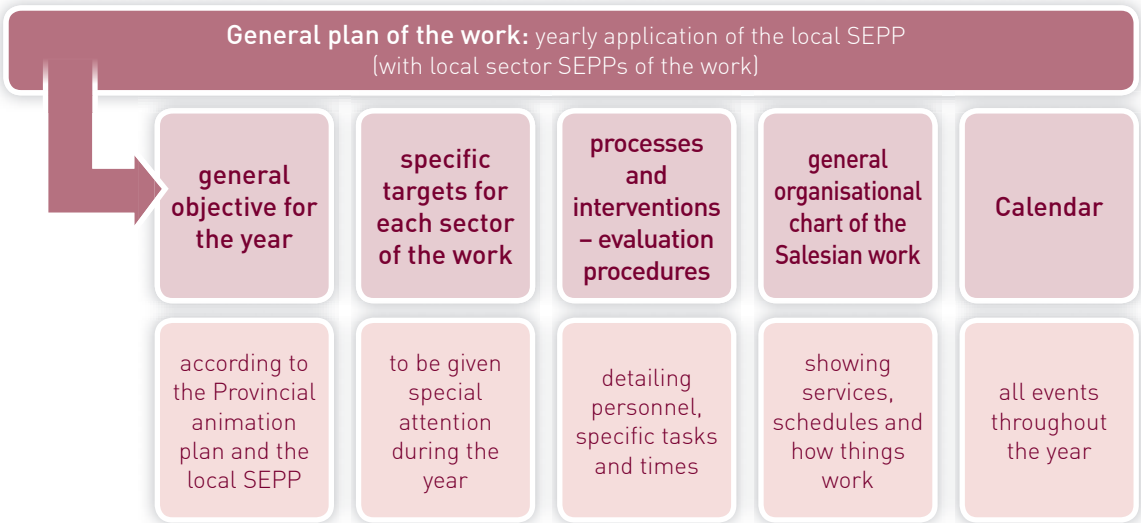 General plan of the work: yearly application of the local SEPP
(with local sector SEPPs of the work)
general
objective for
the year
specific
targets for
each sector
of the work
processes
and
interventions
– evaluation
procedures
general
organisational
chart of the
Salesian work
Calendar
according to
the Provincial
animation
plan and the
local SEPP
to be given
special
attention
during the
year
detailing
personnel,
specific tasks
and times
showing
services,
schedules and
how things
work
all events
throughout
the year